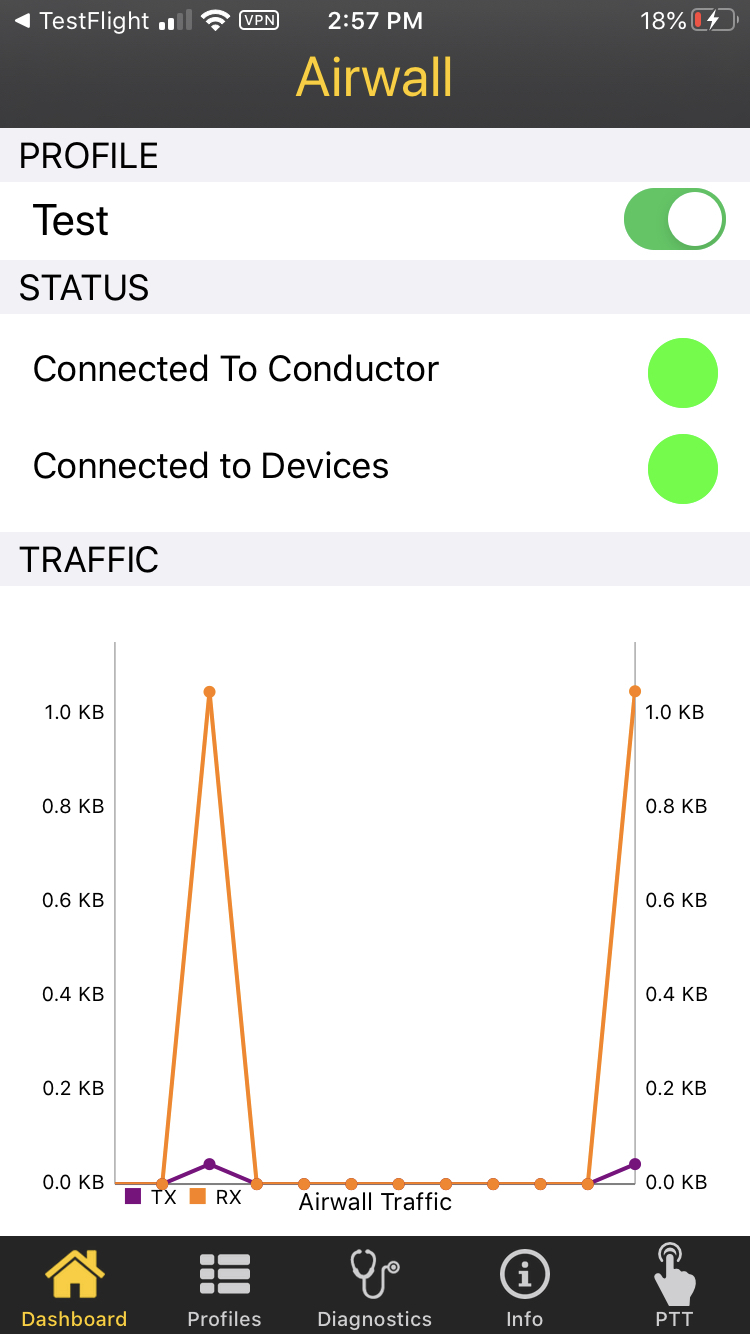 TestFlight VPN 2:57 PM 18%
Airwall
PROFILE
Test
STATUS
Connected To Conductor
Connected to Devices
TRAFFIC
1.0 KB 1.0 KB
0.8 KB 0.8 KB
0.6 KB 0.6 KB
0.4 KB 0.4 KB
0.2 KB 0.2 KB
0.0 KB 0.0 KB
TX RX Airwall Traffic
Dashboard Profiles Diagnostics Info PTT